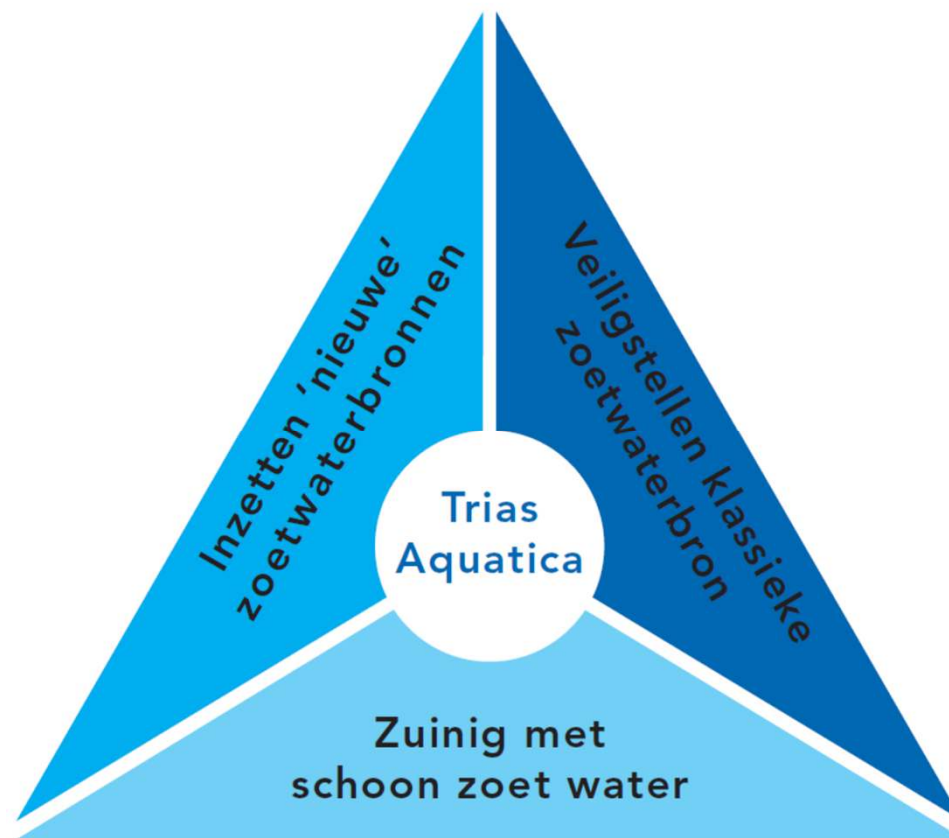 Inzetten ‘nieuwe’
zoetwaterbronnen
Veiligstellen klassieke
zoetwaterbron
Trias
Aquatica
Zuinig met
schoon zoet water